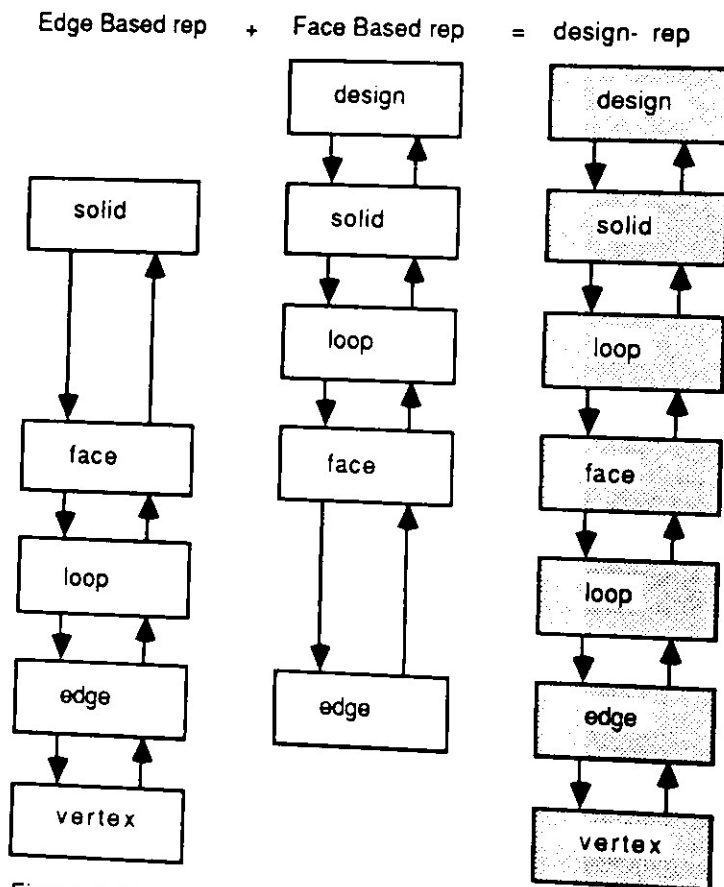 Edge Based rep + Face Based rep = design- rep
design
design
solid
solid
solid
loop
loop
face
face
face
loop
loop
edge
edge
edge
vertex
vertex